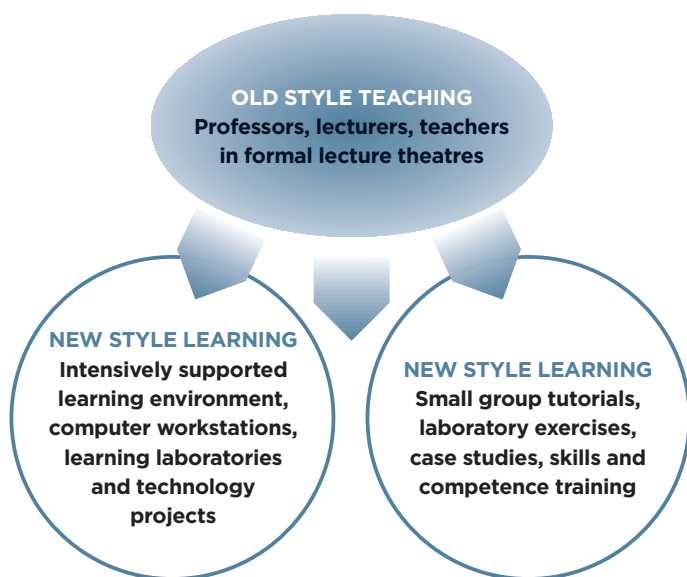 OLD STYLE TEACHING
Professors, lecturers, teachers
in formal lecture theatres
NEW STYLE LEARNING
Intensively supported
learning environment,
computer workstations,
learning laboratories
and technology
projects
NEW STYLE LEARNING
Small group tutorials,
laboratory exercises,
case studies, skills and
competence training